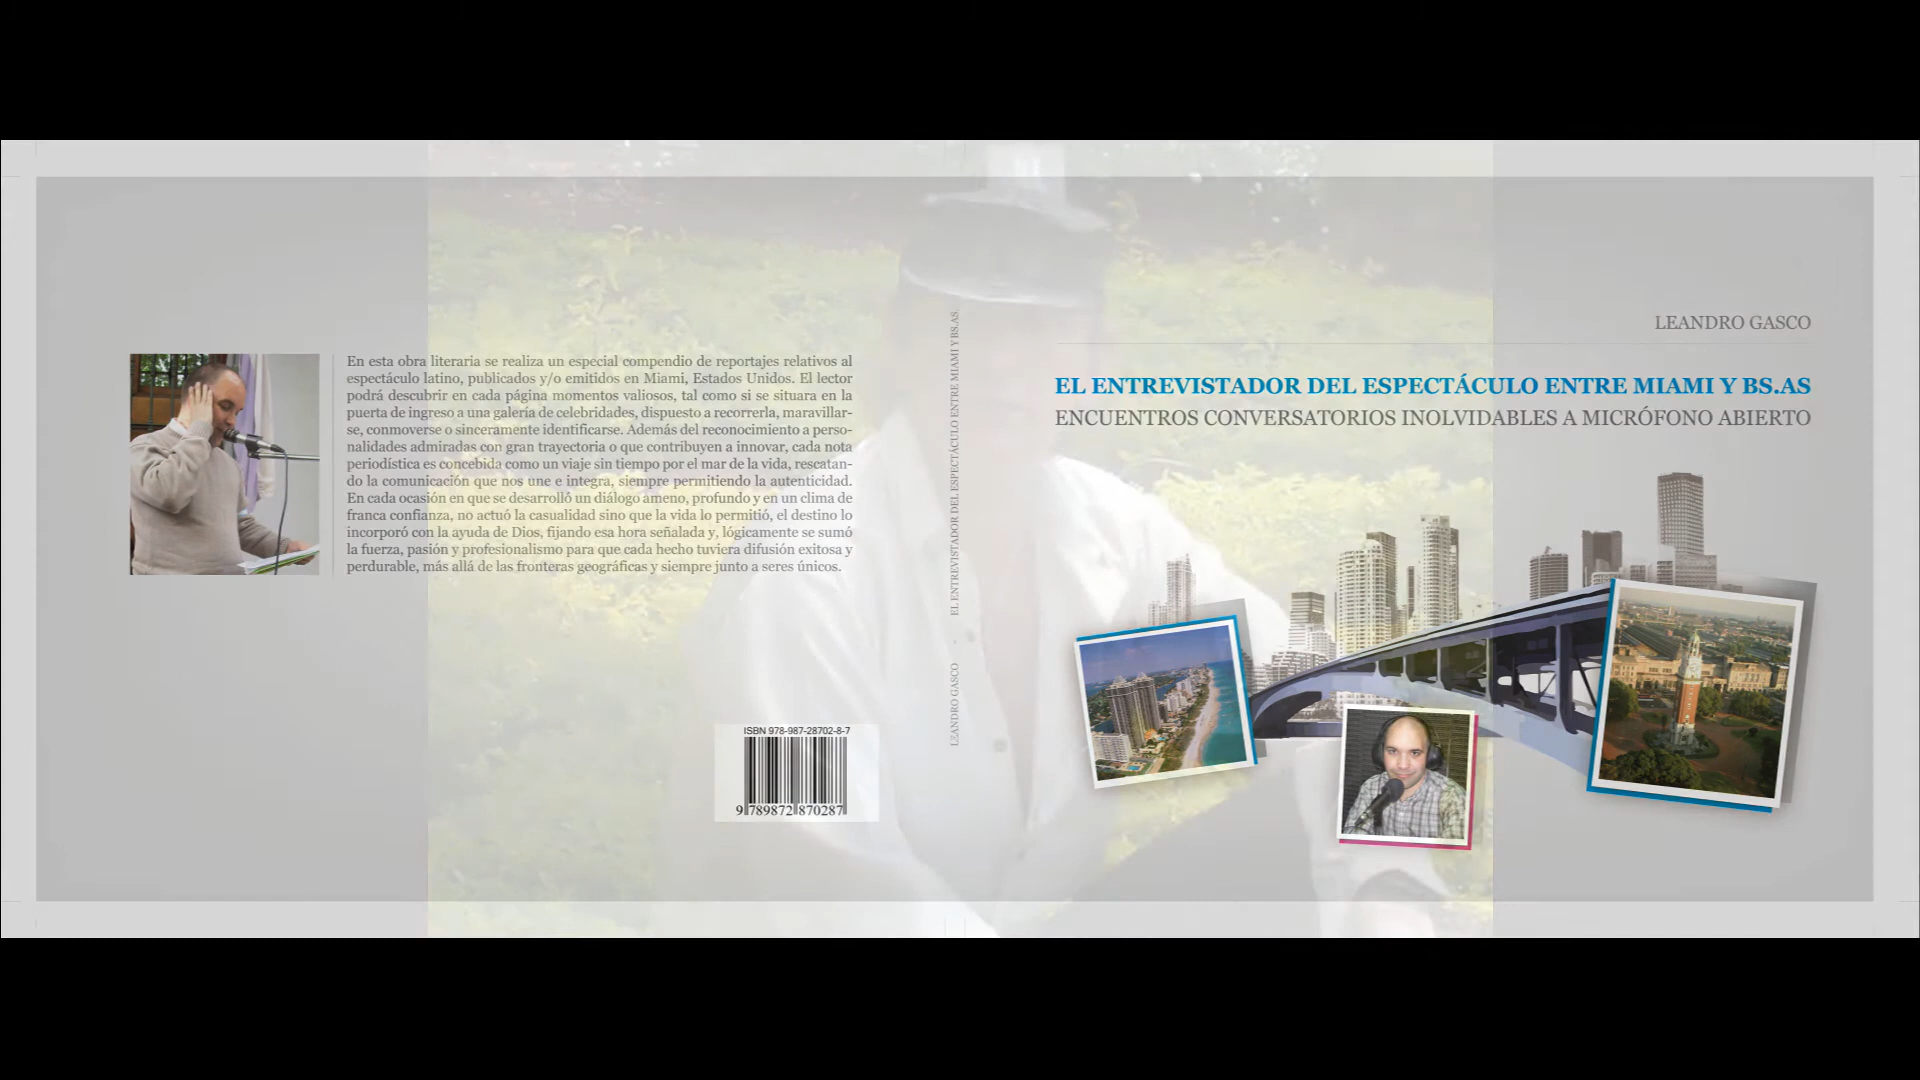 En esta obra literaria se realiza un especial compendio de reportajes relativos al
espectáculo latino, publicados y/o emitidos en Miami, Estados Unidos. El lector
podrá descubrir en cada página momentos valiosos, tal como si se situara en la
puerta de ingreso a una galería de celebridades, dispuesto a recorrerla, maravillar-
se, conmoverse o sinceramente identificarse. Además del reconocimiento a perso-
nalidades admiradas con gran trayectoria o que contribuyen a innovar, cada nota
periodística es concebida como un viaje sin tiempo por el mar de la vida, rescatan-
do la comunicación que nos une e integra, siempre permitiendo la autenticidad.
En cada ocasión en que se desarrolló un diálogo ameno, profundo y en un clima de
franca confianza, no actuó la casualidad sino que la vida lo permitió, el destino lo
incorporó con la ayuda de Dios, fijando esa hora señalada y, lógicamente se sumó
la fuerza, pasión y profesionalismo para que cada hecho tuviera difusión exitosa y
perdurable, más allá de las fronteras geográficas y siempre junto a seres únicos.
ISBN 978-987-28702-8-7
9 789872 870287
LEANDRO GASCO - EL ENTREVISTADOR DEL ESPECTÁCULO ENTRE MIAMI Y BS.AS.
LEANDRO GASCO
EL ENTREVISTADOR DEL ESPECTÁCULO ENTRE MIAMI Y BS.AS
ENCUENTROS CONVERSATORIOS INOLVIDABLES A MICRÓFONO ABIERTO